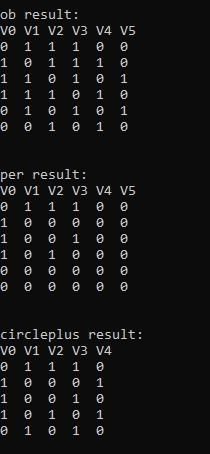 ob result:
V0 V1 V2 V3 V4 V5
0 1 1 1 0 0
1 0 1 1 1 0
1 1 0 1 0 1
1 1 1 0 1 0
0 1 0 1 0 1
0 0 1 0 1 0
per result:
V0 V1 V2 V3 V4 V5
0 1 1 1 0 0
1 0 0 0 0 0
1 0 0 1 0 0
1 0 1 0 0 0
0 0 0 0 0 0
0 0 0 0 0 0
circleplus result:
V0 V1 V2 V3 V4
0 1 1 1 0
1 0 0 0 1
1 0 0 1 0
1 0 1 0 1
0 1 0 1 0